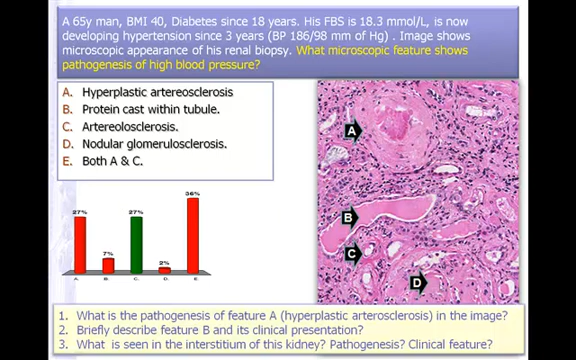 A 65y man, BMI 40, Diabetes since 18 years. His FBS is 18.3 mmol/L, is now
developing hypertension since 3 years (BP 186/98 mm of Hg) . Image shows
microscopic appearance of his renal biopsy. What microscopic feature shows
pathogenesis of high blood pressure?
A. Hyperplastic artereosclerosis
B. Protein cast within tubule.
C. Artereolosclerosis.
D. Nodular glomerulosclerosis.
E. Both A & C.
27%
7%
27%
2%
36%
A.
B.
C.
D.
E.
A
B
C
D
1. What is the pathogenesis of feature A (hyperplastic arterosclerosis) in the image?
2. Briefly describe feature B and its clinical presentation?
3. What is seen in the interstitium of this kidney? Pathogenesis? Clinical feature?